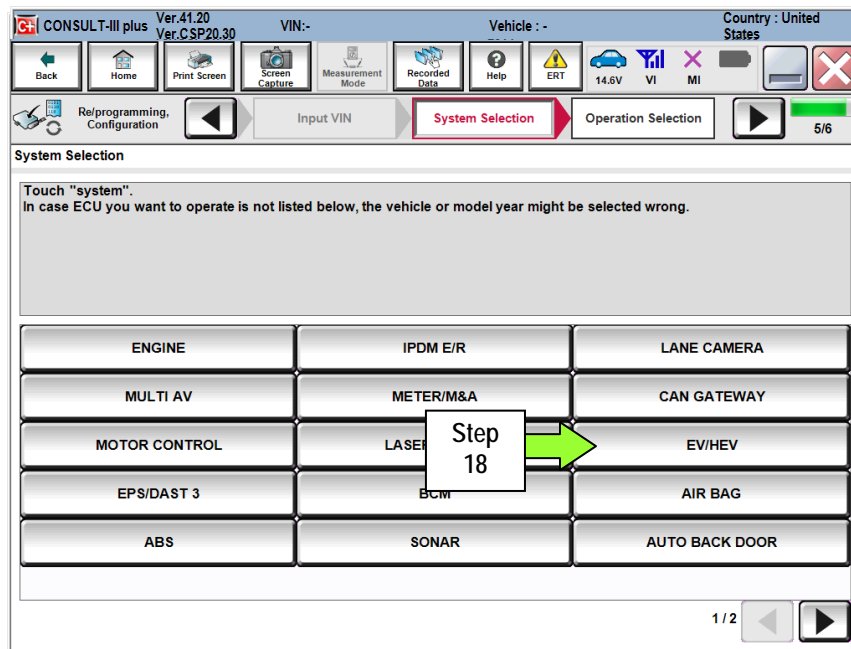 C+ CONSULT-III plus Ver.41.20 VIN:- Vehicle : - Country : United
Ver.CSP20.30 States
Back Home Print Screen Screen Capture Measurement Mode Recorded Data Help ERT 14.6V VI MI
Re/programming, Configuration Input VIN System Selection Operation Selection 5/6
System Selection
Touch "system".
In case ECU you want to operate is not listed below, the vehicle or model year might be selected wrong.
ENGINE IPDM E/R LANE CAMERA
MULTI AV METER/M&A CAN GATEWAY
MOTOR CONTROL EV/HEV
Step
18
EPS/DAST 3 BCM AIR BAG
ABS SONAR AUTO BACK DOOR
1/2